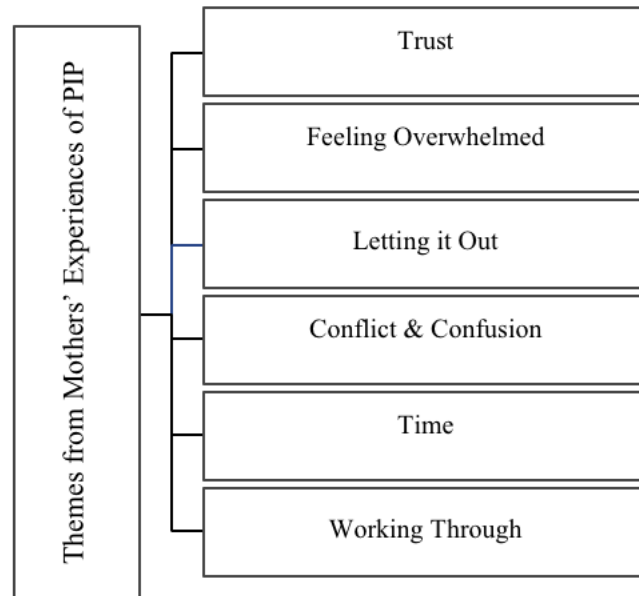 Themes from Mothers’ Experiences of PIP
Trust
Feeling Overwhelmed
Letting it Out
Conflict & Confusion
Time
Working Through